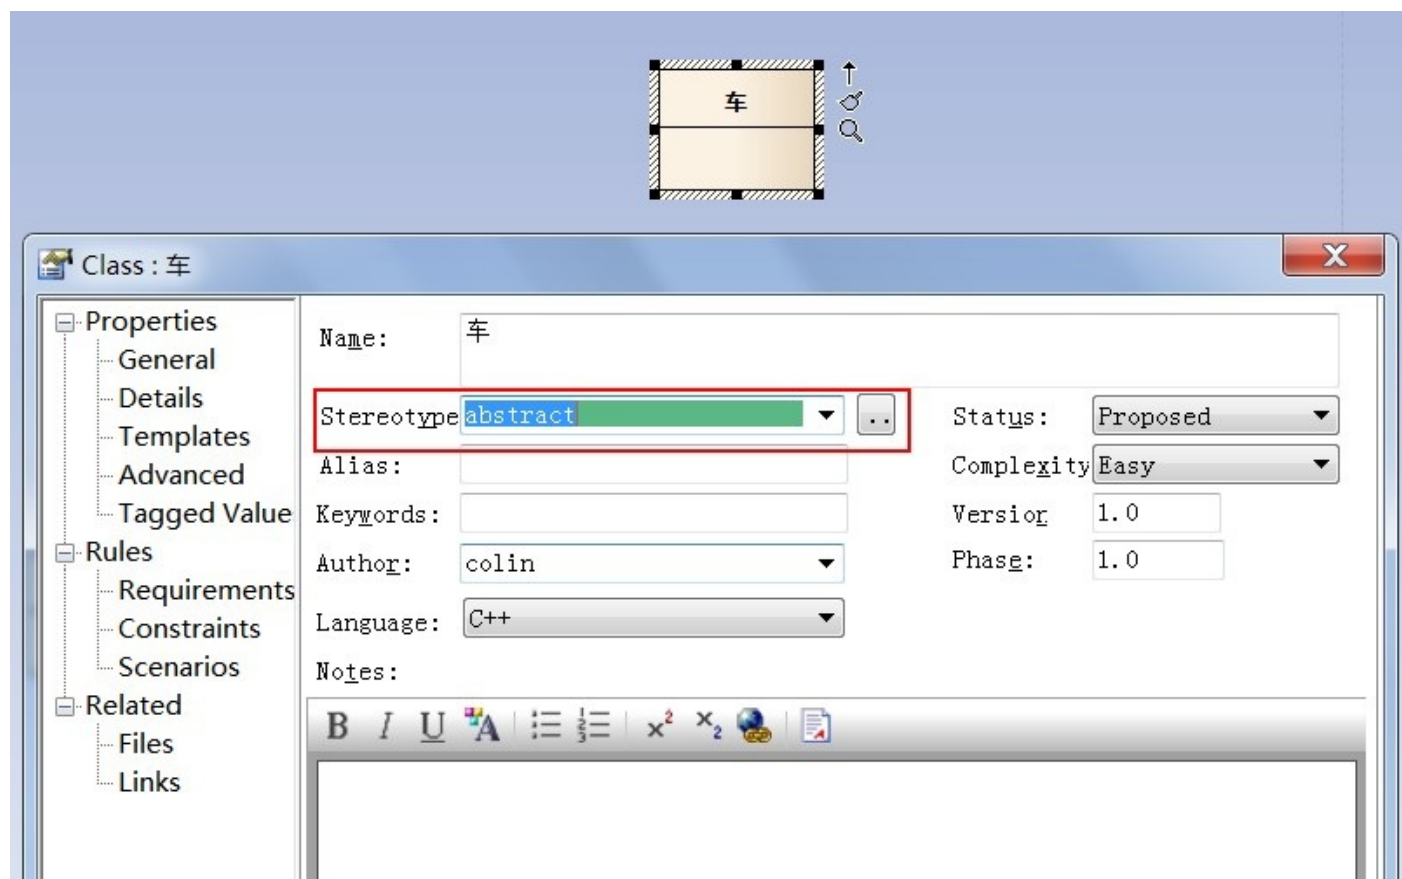 车
Class : 车
Properties
General
Details
Templates
Advanced
Tagged Value
Rules
Requirements
Constraints
Scenarios
Related
Files
Links
Name: 车
Stereotype abstract ..
Status: Proposed
Alias:
Complexity Easy
Keywords:
Version 1.0
Author: colin
Phase: 1.0
Language: C++
Notes:
B I U A x² x₂